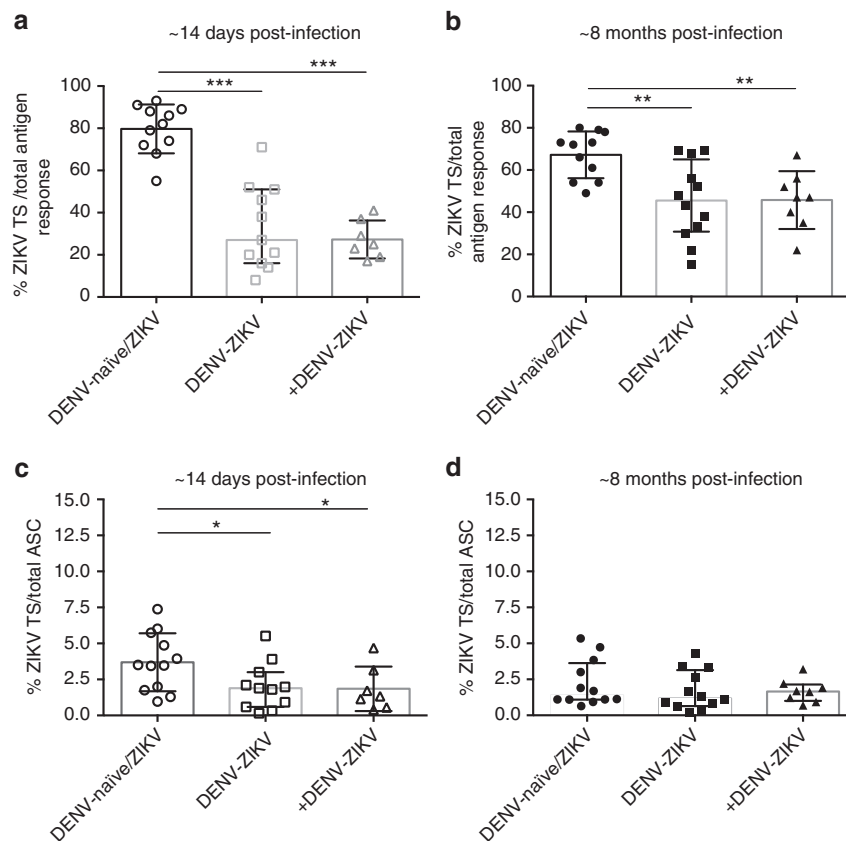 a
~14 days post-infection
***
***
% ZIKV TS /total antigen
response
100
80
60
40
20
0
DENV-naïve/ZIKV
DENV-ZIKV
+DENV-ZIKV
b
~8 months post-infection
**
**
% ZIKV TS/total
antigen response
100
80
60
40
20
0
DENV-naïve/ZIKV
DENV-ZIKV
+DENV-ZIKV
c
~14 days post-infection
*
*
% ZIKV TS/total ASC
15.0
12.5
10.0
7.5
5.0
2.5
0.0
DENV-naïve/ZIKV
DENV-ZIKV
+DENV-ZIKV
d
~8 months post-infection
% ZIKV TS/total ASC
15.0
12.5
10.0
7.5
5.0
2.5
0.0
DENV-naïve/ZIKV
DENV-ZIKV
+DENV-ZIKV